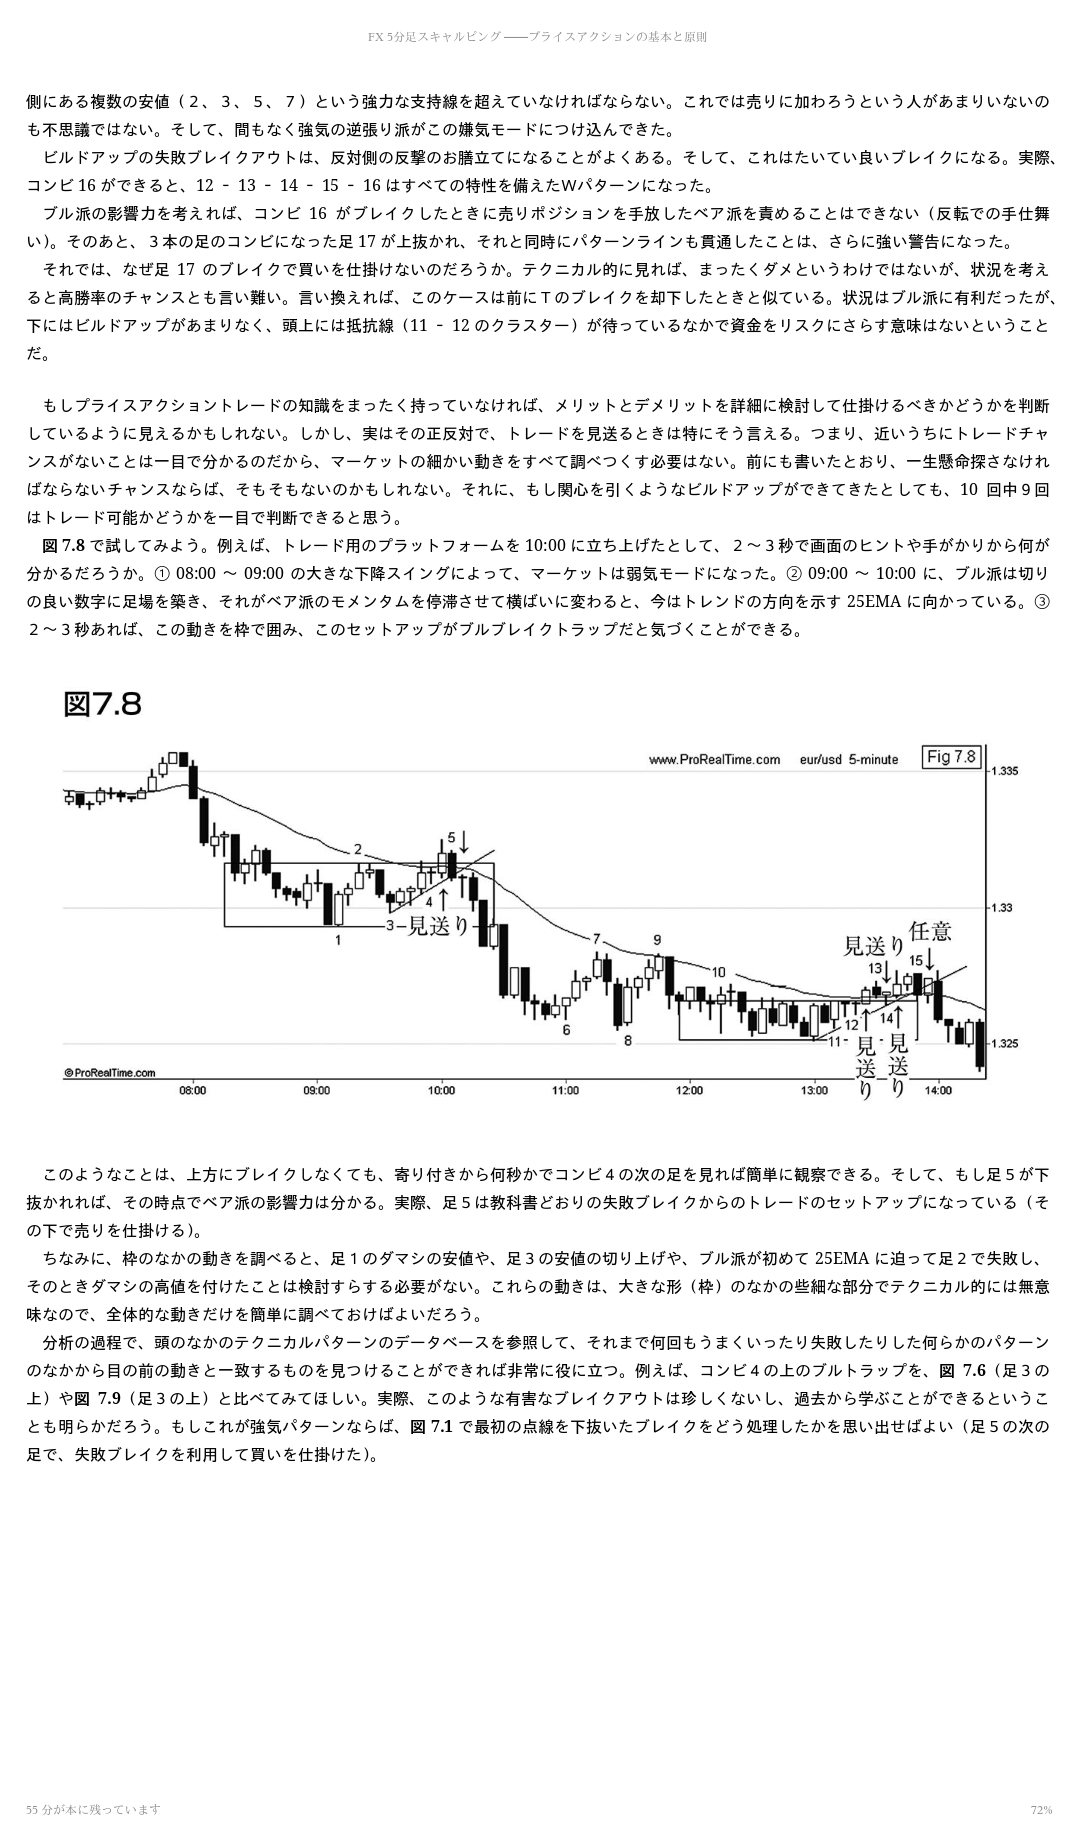 FX 5分足スキャルピング ――プライスアクションの基本と原則
側にある複数の安値（２、３、５、７）という強力な支持線を超えていなければならない。これでは売りに加わろうという人があまりいないの
も不思議ではない。そして、間もなく強気の逆張り派がこの嫌気モードにつけ込んできた。
ビルドアップの失敗ブレイクアウトは、反対側の反撃のお膳立てになることがよくある。そして、これはたいてい良いブレイクになる。実際、
コンビ 16 ができると、12 － 13 － 14 － 15 － 16 はすべての特性を備えたＷパターンになった。
ブル派の影響力を考えれば、コンビ 16 がブレイクしたときに売りポジションを手放したベア派を責めることはできない（反転での手仕舞
い）。そのあと、３本の足のコンビになった足 17 が上抜かれ、それと同時にパターンラインも貫通したことは、さらに強い警告になった。
それでは、なぜ足 17 のブレイクで買いを仕掛けないのだろうか。テクニカル的に見れば、まったくダメというわけではないが、状況を考え
ると高勝率のチャンスとも言い難い。言い換えれば、このケースは前にＴのブレイクを却下したときと似ている。状況はブル派に有利だったが、
下にはビルドアップがあまりなく、頭上には抵抗線（11 － 12 のクラスター）が待っているなかで資金をリスクにさらす意味はないということ
だ。
もしプライスアクショントレードの知識をまったく持っていなければ、メリットとデメリットを詳細に検討して仕掛けるべきかどうかを判断
しているように見えるかもしれない。しかし、実はその正反対で、トレードを見送るときは特にそう言える。つまり、近いうちにトレードチャ
ンスがないことは一目で分かるのだから、マーケットの細かい動きをすべて調べつくす必要はない。前にも書いたとおり、一生懸命探さなけれ
ばならないチャンスならば、そもそもないのかもしれない。それに、もし関心を引くようなビルドアップができてきたとしても、10 回中９回
はトレード可能かどうかを一目で判断できると思う。
図 7.8 で試してみよう。例えば、トレード用のプラットフォームを 10:00 に立ち上げたとして、２～３秒で画面のヒントや手がかりから何が
分かるだろうか。① 08:00 ～ 09:00 の大きな下降スイングによって、マーケットは弱気モードになった。② 09:00 ～ 10:00 に、ブル派は切り
の良い数字に足場を築き、それがベア派のモメンタムを停滞させて横ばいに変わると、今はトレンドの方向を示す 25EMA に向かっている。③
２～３秒あれば、この動きを枠で囲み、このセットアップがブルブレイクトラップだと気づくことができる。
図7.8
www.ProRealTime.com eur/usd 5-minute Fig 7.8
1.335
5
2
4
1.33
3 見送り
1
任意
見送り
7 9
13 15
10
6
8
11 12 14
見送り 見送り
1.325
©ProRealTime.com
08:00 09:00 10:00 11:00 12:00 13:00 14:00
このようなことは、上方にブレイクしなくても、寄り付きから何秒かでコンビ４の次の足を見れば簡単に観察できる。そして、もし足５が下
抜かれれば、その時点でベア派の影響力は分かる。実際、足５は教科書どおりの失敗ブレイクからのトレードのセットアップになっている（そ
の下で売りを仕掛ける）。
ちなみに、枠のなかの動きを調べると、足１のダマシの安値や、足３の安値の切り上げや、ブル派が初めて 25EMA に迫って足２で失敗し、
そのときダマシの高値を付けたことは検討すらする必要がない。これらの動きは、大きな形（枠）のなかの些細な部分でテクニカル的には無意
味なので、全体的な動きだけを簡単に調べておけばよいだろう。
分析の過程で、頭のなかのテクニカルパターンのデータベースを参照して、それまで何回もうまくいったり失敗したりした何らかのパターン
のなかから目の前の動きと一致するものを見つけることができれば非常に役に立つ。例えば、コンビ４の上のブルトラップを、図 7.6（足３の
上）や図 7.9（足３の上）と比べてみてほしい。実際、このような有害なブレイクアウトは珍しくないし、過去から学ぶことができるというこ
とも明らかだろう。もしこれが強気パターンならば、図 7.1 で最初の点線を下抜いたブレイクをどう処理したかを思い出せばよい（足５の次の
足で、失敗ブレイクを利用して買いを仕掛けた）。
55 分が本に残っています
72%